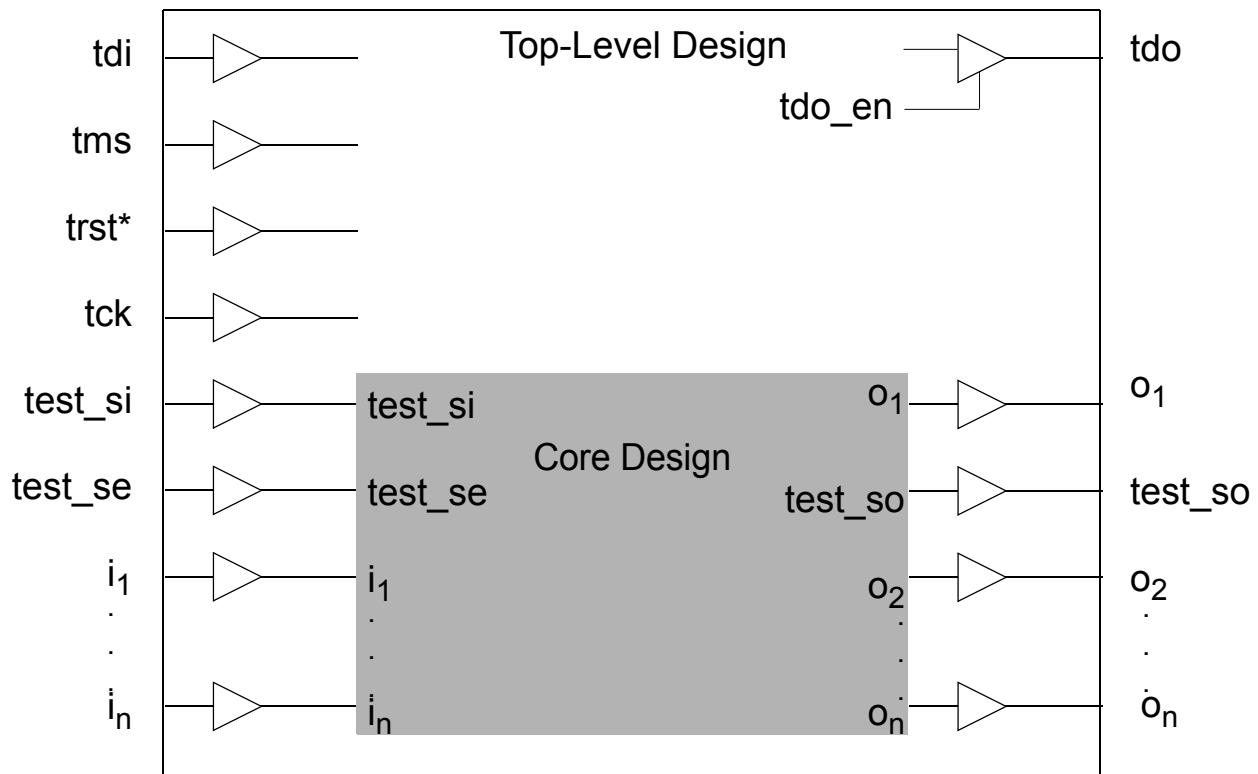 tdi
Top-Level Design
tdo
tdo_en
tms
trst*
tck
test_si
test_si
o1
o1
Core Design
test_se
test_se
test_so
test_so
i1
i1
o2
o2
in
in
on
on